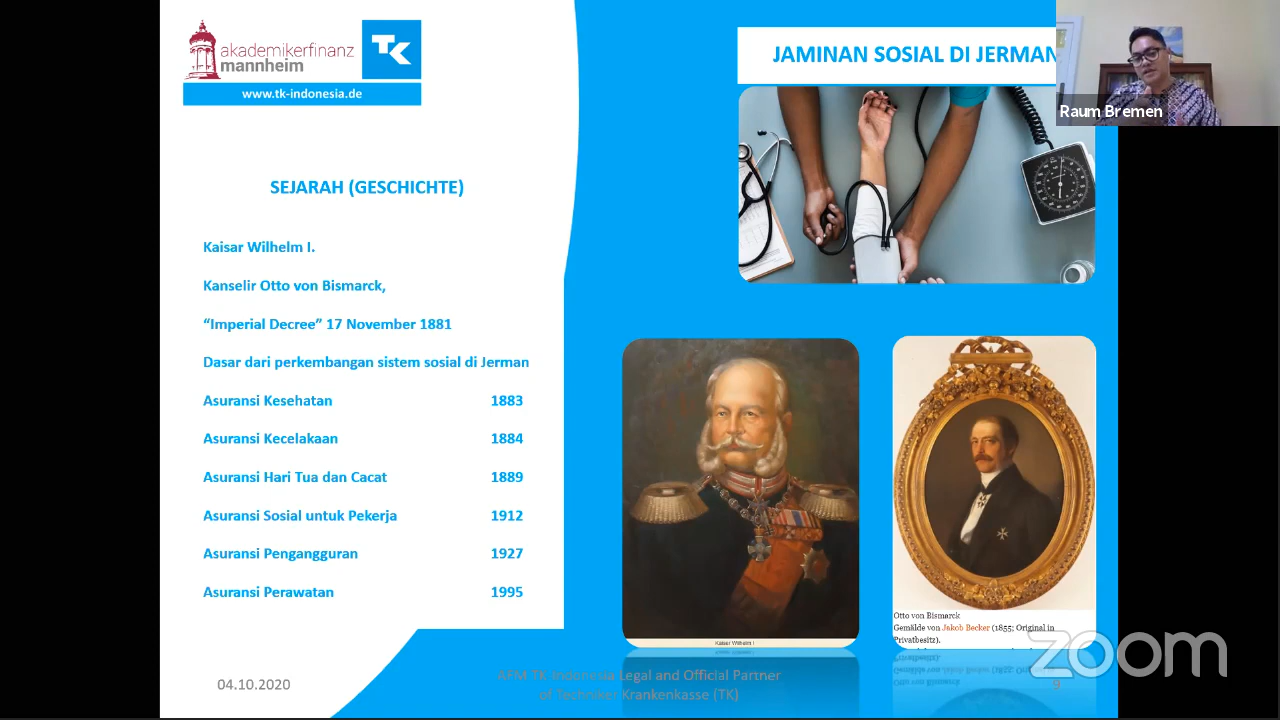 akademikerfinanz
mannheim
TK
www.tk-indonesia.de
JAMINAN SOSIAL DI JERMAN
Raum Bremen
SEJARAH (GESCHICHTE)
Kaisar Wilhelm I.
Kanselir Otto von Bismarck,
“Imperial Decree” 17 November 1881
Dasar dari perkembangan sistem sosial di Jerman
Asuransi Kesehatan 1883
Asuransi Kecelakaan 1884
Asuransi Hari Tua dan Cacat 1889
Asuransi Sosial untuk Pekerja 1912
Asuransi Pengangguran 1927
Asuransi Perawatan 1995
Kaiser Wilhelm I
Otto von Bismarck
Gemälde von Jakob Becker (1855; Original in
Privatbesitz).
04.10.2020
AFM TK Indonesia Legal and Official Partner
of Techniker Krankenkasse (TK)
9
zoom